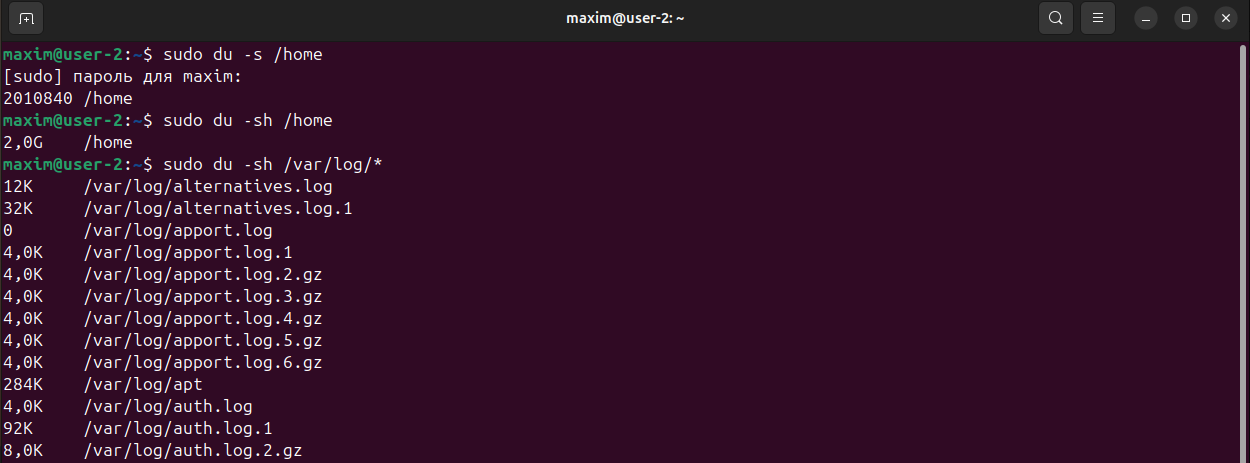 maxim@user-2: ~
maxim@user-2:~$ sudo du -s /home
[sudo] пароль для maxim:
2010840 /home
maxim@user-2:~$ sudo du -sh /home
2,0G    /home
maxim@user-2:~$ sudo du -sh /var/log/*
12K     /var/log/alternatives.log
32K     /var/log/alternatives.log.1
0       /var/log/apport.log
4,0K    /var/log/apport.log.1
4,0K    /var/log/apport.log.2.gz
4,0K    /var/log/apport.log.3.gz
4,0K    /var/log/apport.log.4.gz
4,0K    /var/log/apport.log.5.gz
4,0K    /var/log/apport.log.6.gz
284K    /var/log/apt
4,0K    /var/log/auth.log
92K     /var/log/auth.log.1
8,0K    /var/log/auth.log.2.gz